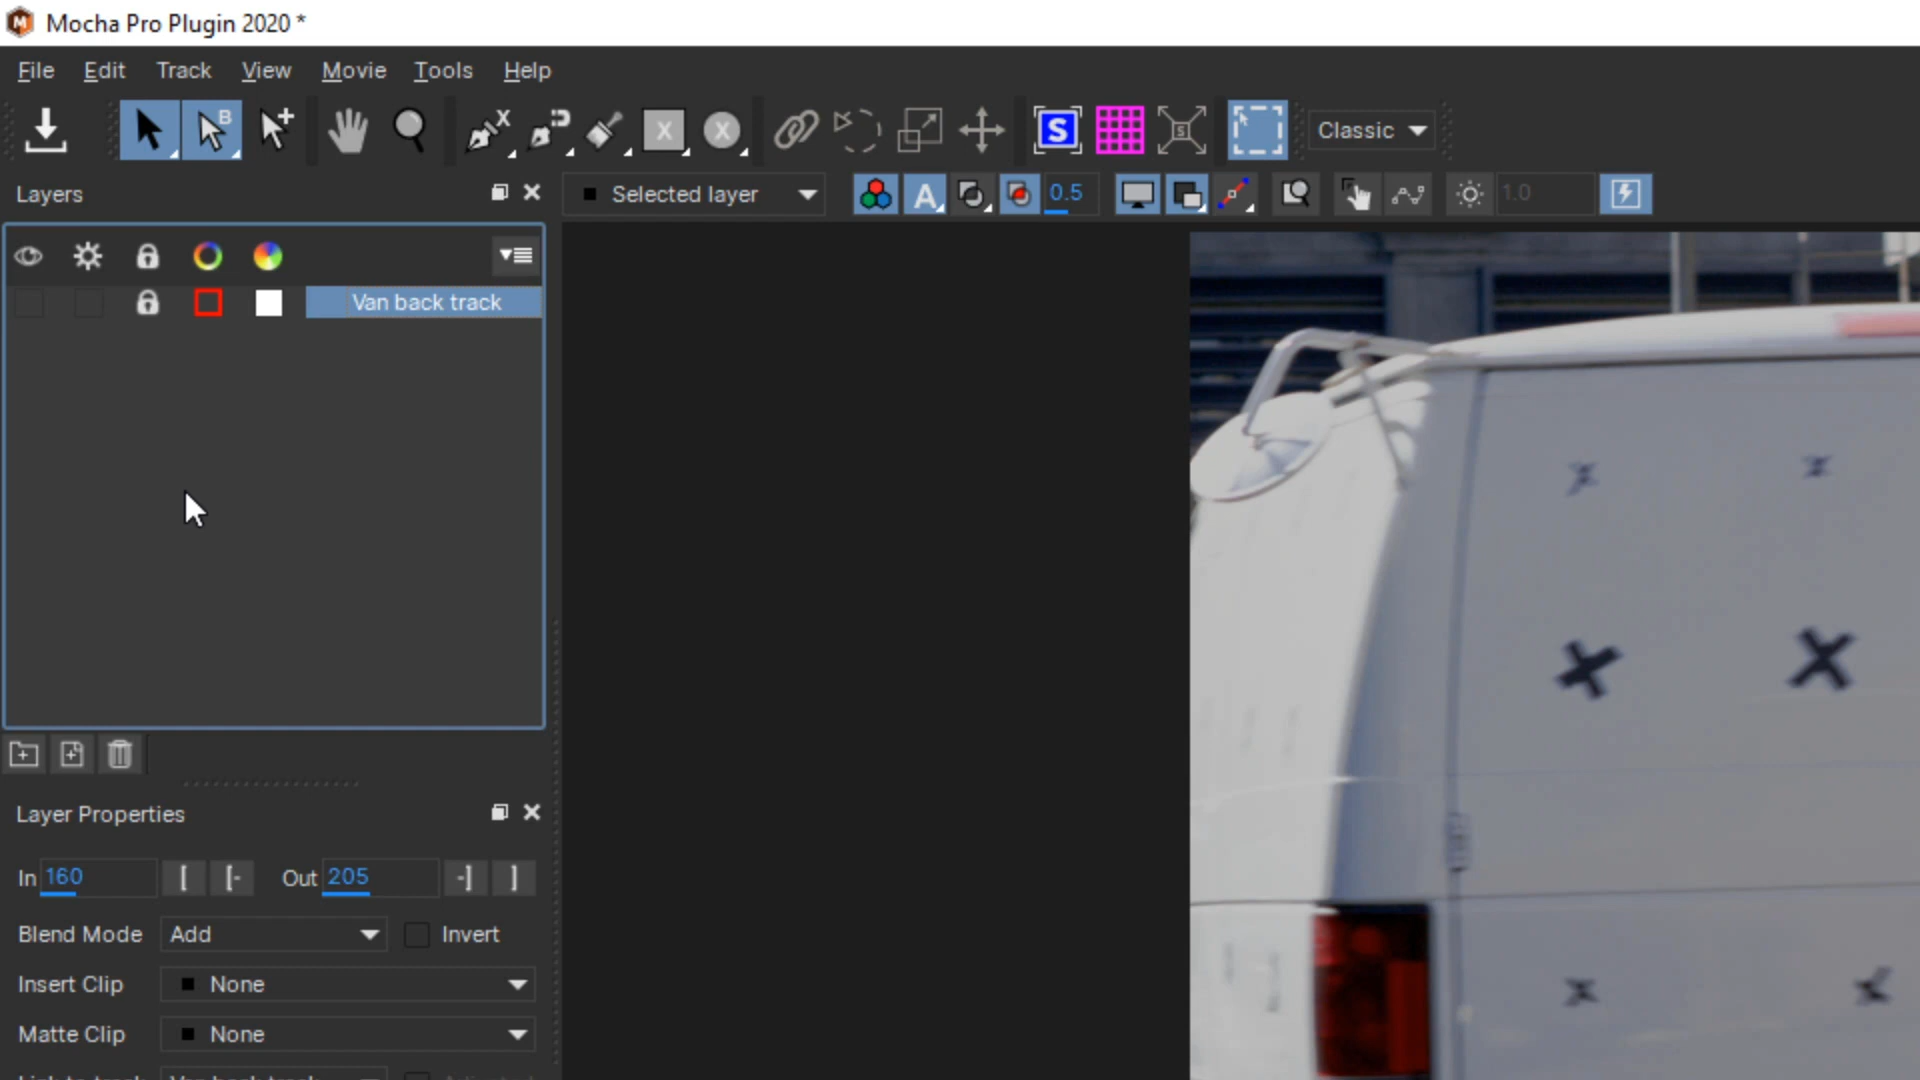 Mocha Pro Plugin 2020 *
File Edit Track View Movie Tools Help
Classic
Layers
Selected layer
0.5
1.0
Van back track
Layer Properties
In 160 [ [- Out 205 -] ]
Blend Mode Add Invert
Insert Clip None
Matte Clip None